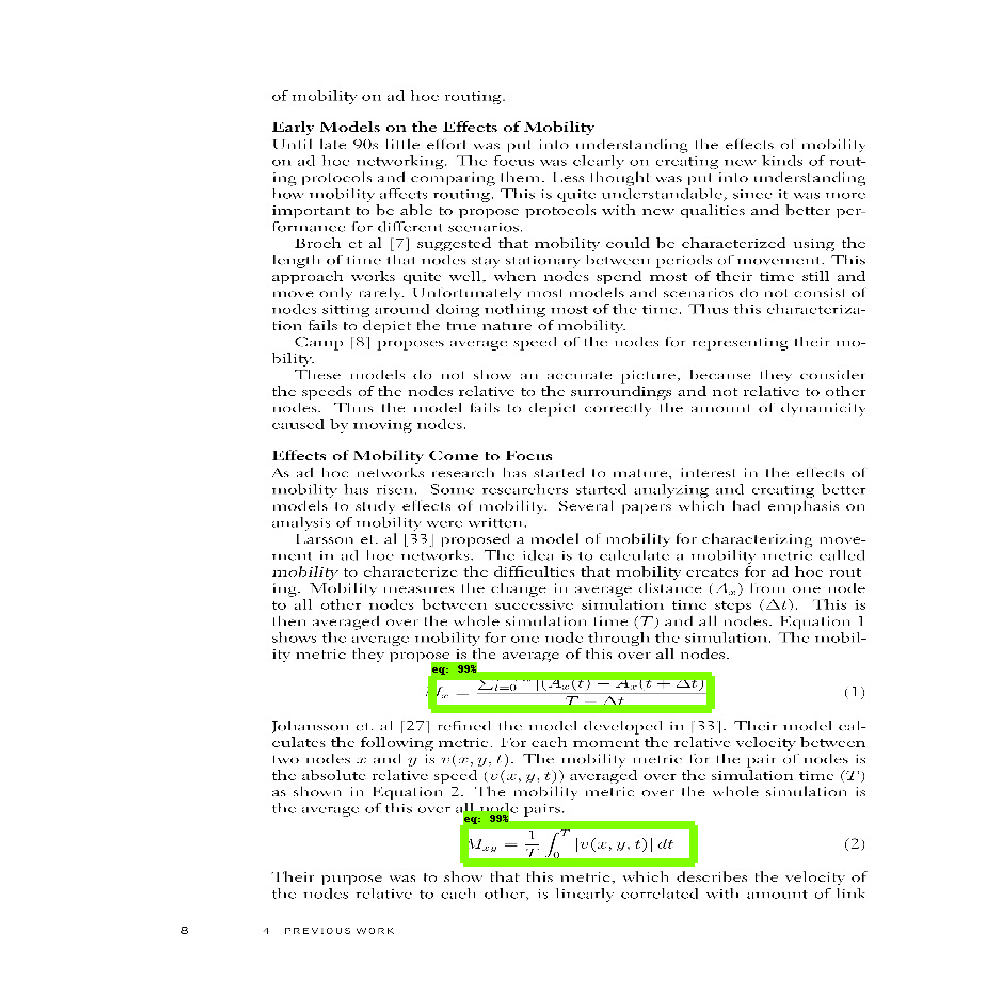 of mobility on ad hoc routing.
Early Models on the Effects of Mobility
Until late 90s little effort was put into understanding the effects of mobility
on ad hoc networking. The focus was clearly on creating new kinds of rout-
ing protocols and comparing them. Less thought was put into understanding
how mobility affects routing. This is quite understandable, since it was more
important to be able to propose protocols with new qualities and better per-
formance for different scenarios.
Broch et al [7] suggested that mobility could be characterized using the
length of time that nodes stay stationary between periods of movement. This
approach works quite well, when nodes spend most of their time still and
move only rarely. Unfortunately most models and scenarios do not consist of
nodes sitting around doing nothing most of the time. Thus this characteriza-
tion fails to depict the true nature of mobility.
Camp [8] proposes average speed of the nodes for representing their mo-
bility.
These models do not show an accurate picture, because they consider
the speeds of the nodes relative to the surroundings and not relative to other
nodes. Thus the model fails to depict correctly the amount of dynamicity
caused by moving nodes.
Effects of Mobility Come to Focus
As ad hoc networks research has started to mature, interest in the effects of
mobility has risen. Some researchers started analyzing and creating better
models to study effects of mobility. Several papers which had emphasis on
analysis of mobility were written.
Larsson et. al [33] proposed a model of mobility for characterizing move-
ment in ad hoc networks. The idea is to calculate a mobility metric called
mobility to characterize the difficulties that mobility creates for ad hoc rout-
ing. Mobility measures the change in average distance (A_x) from one node
to all other nodes between successive simulation time steps (Δt). This is
then averaged over the whole simulation time (T) and all nodes. Equation 1
shows the average mobility for one node through the simulation. The mobil-
ity metric they propose is the average of this over all nodes.
eq: 99%
M_x = ∑ |(A_x(t) − A_x(t + Δt) / T − Δt (1)
Johansson et. al [27] refined the model developed in [33]. Their model cal-
culates the following metric. For each moment the relative velocity between
two nodes x and y is v(x, y, t). The mobility metric for the pair of nodes is
the absolute relative speed (v(x, y, t)) averaged over the simulation time (T)
as shown in Equation 2. The mobility metric over the whole simulation is
the average of this over all node pairs.
eq: 99%
M_xy = 1/T ∫_0^T |v(x, y, t)| dt (2)
Their purpose was to show that this metric, which describes the velocity of
the nodes relative to each other, is linearly correlated with amount of link
8 4 PREVIOUS WORK